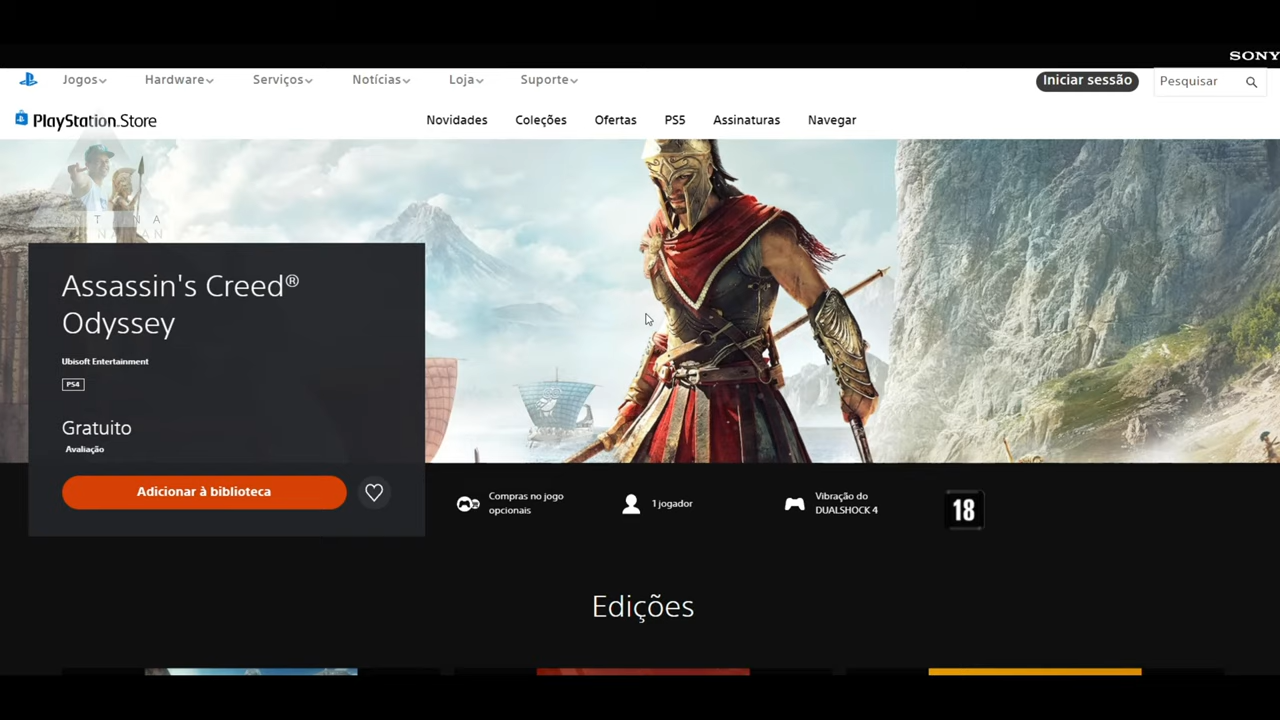 SONY
Jogos
Hardware
Serviços
Notícias
Loja
Suporte
Iniciar sessão
Pesquisar
PlayStation.Store
Novidades
Coleções
Ofertas
PS5
Assinaturas
Navegar
Assassin's Creed®
Odyssey
Ubisoft Entertainment
PS4
Gratuito
Avaliação
Adicionar à biblioteca
Compras no jogo
opcionais
1 jogador
Vibração do
DUALSHOCK 4
18
Edições